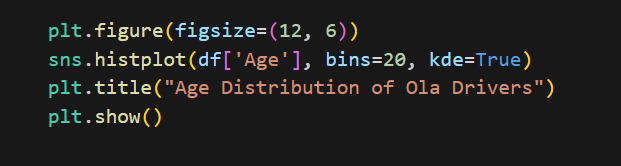 plt.figure(figsize=(12, 6))
sns.histplot(df['Age'], bins=20, kde=True)
plt.title("Age Distribution of Ola Drivers")
plt.show()